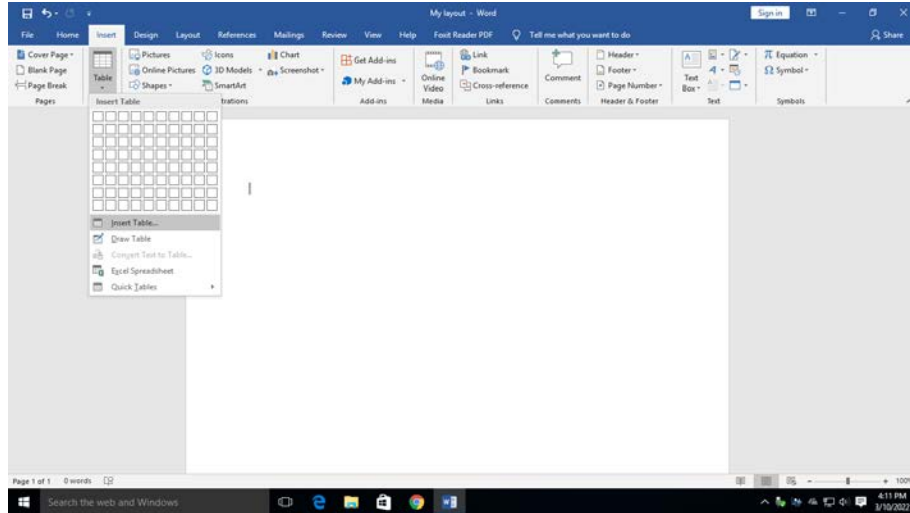 My layout - Word
Sign in
File Home Insert Design Layout References Mailings Review View Help Foxit Reader PDF Tell me what you want to do
Share
Cover Page
Blank Page
Page Break
Pages
Table
Pictures
Online Pictures
Shapes
Icons
3D Models
SmartArt
Chart
Screenshot
trations
Get Add-ins
My Add-ins
Add-ins
Online
Video
Media
Link
Bookmark
Cross-reference
Links
Comment
Comments
Header
Footer
Page Number
Header & Footer
Text
Box
Text
Equation
Symbol
Symbols
Insert Table
Insert Table...
Draw Table
Convert Text to Table...
Excel Spreadsheet
Quick Tables
Page 1 of 1 0 words
100%
Search the web and Windows
4:11 PM
3/10/2022